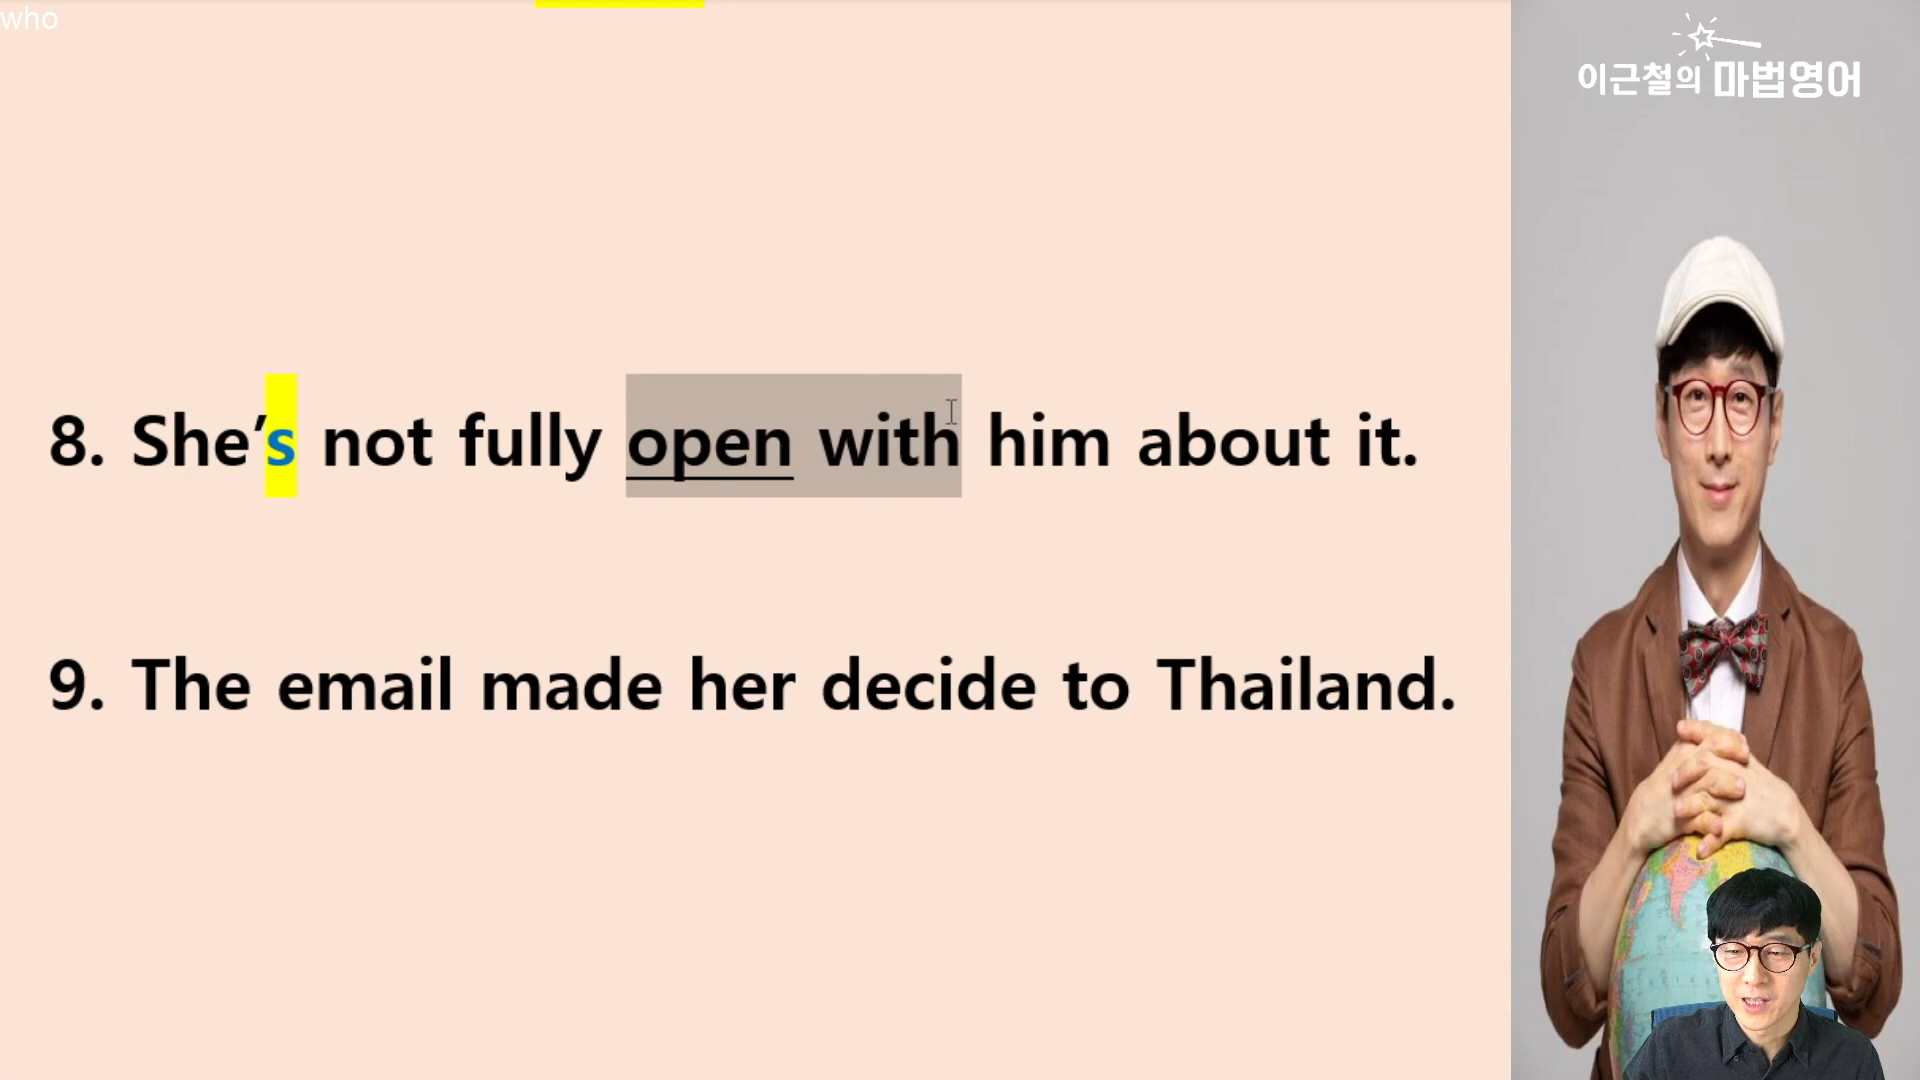 who
이근철의 마법영어
8. She’s not fully open with him about it.
9. The email made her decide to Thailand.